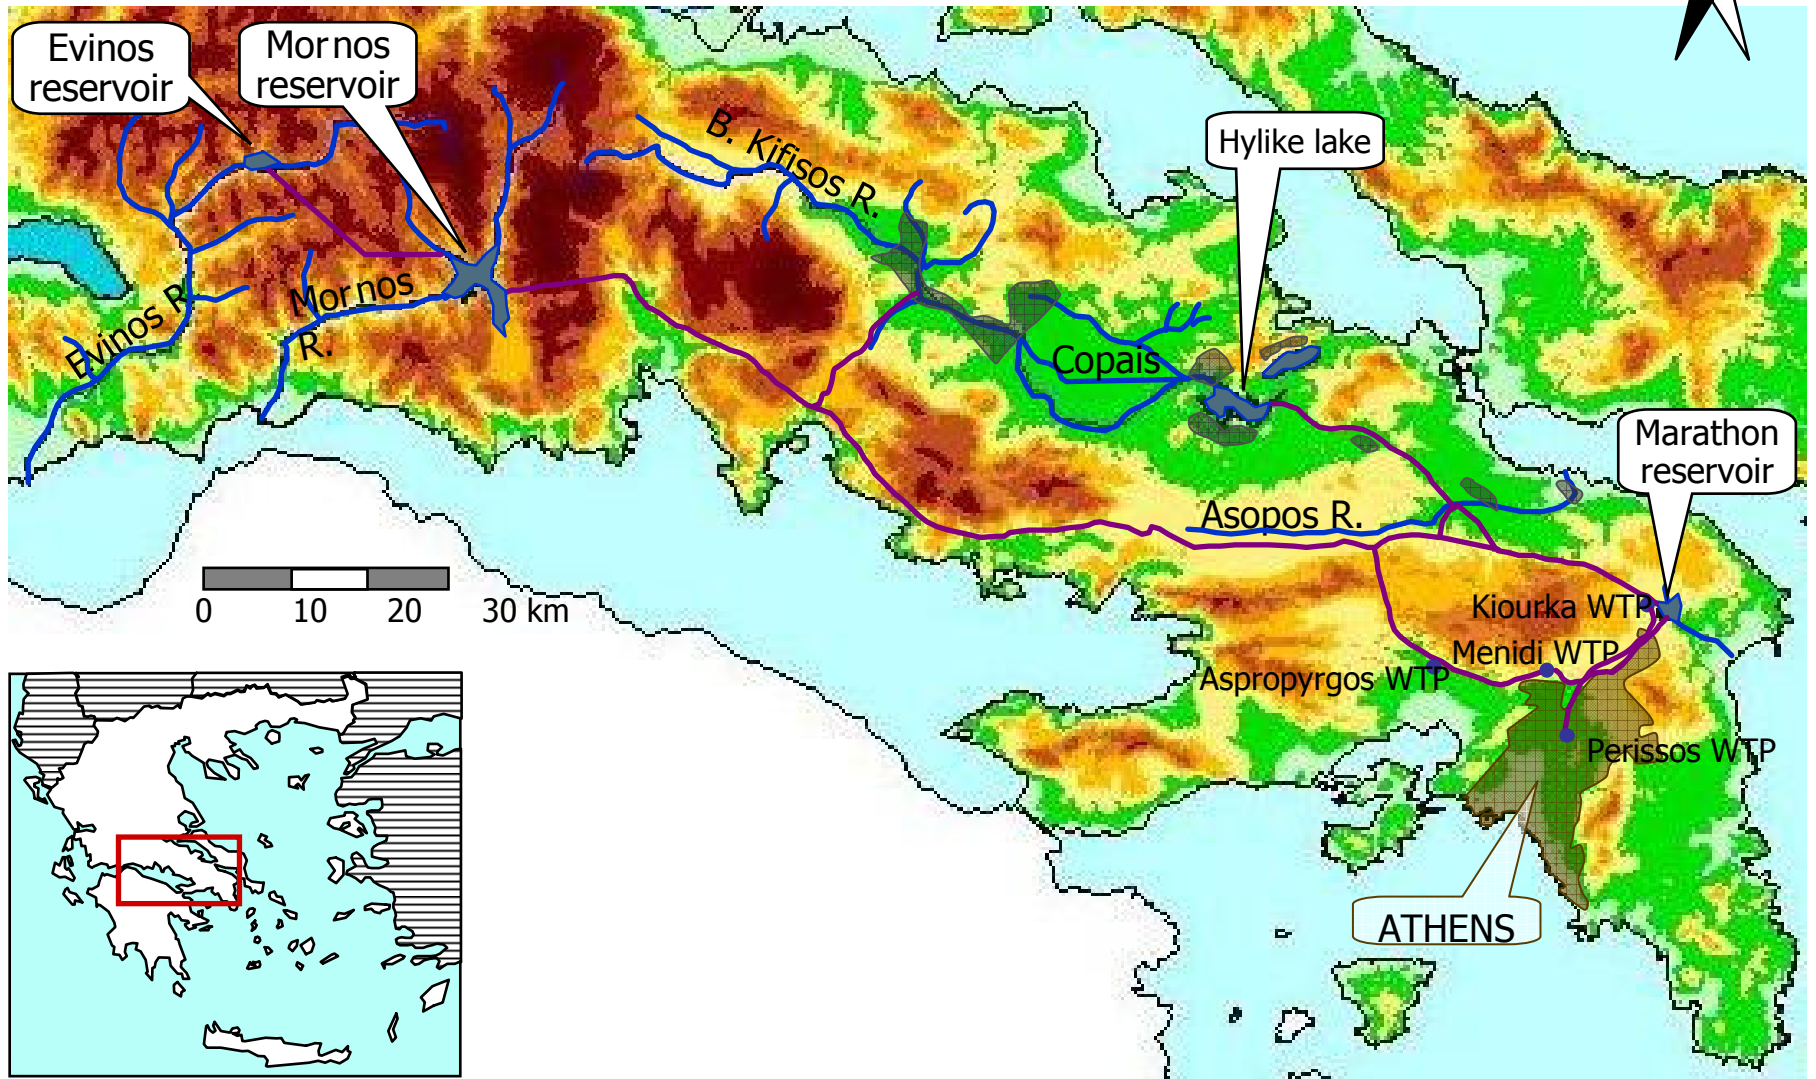 Evinos
reservoir
Mornos
reservoir
B. Kifisos R.
Hylike lake
Evinos R.
Mornos
R.
Copais
Marathon
reservoir
Asopos R.
0 10 20 30 km
Kiourka WTP
Menidi WTP
Aspropyrgos WTP
Perissos WTP
ATHENS